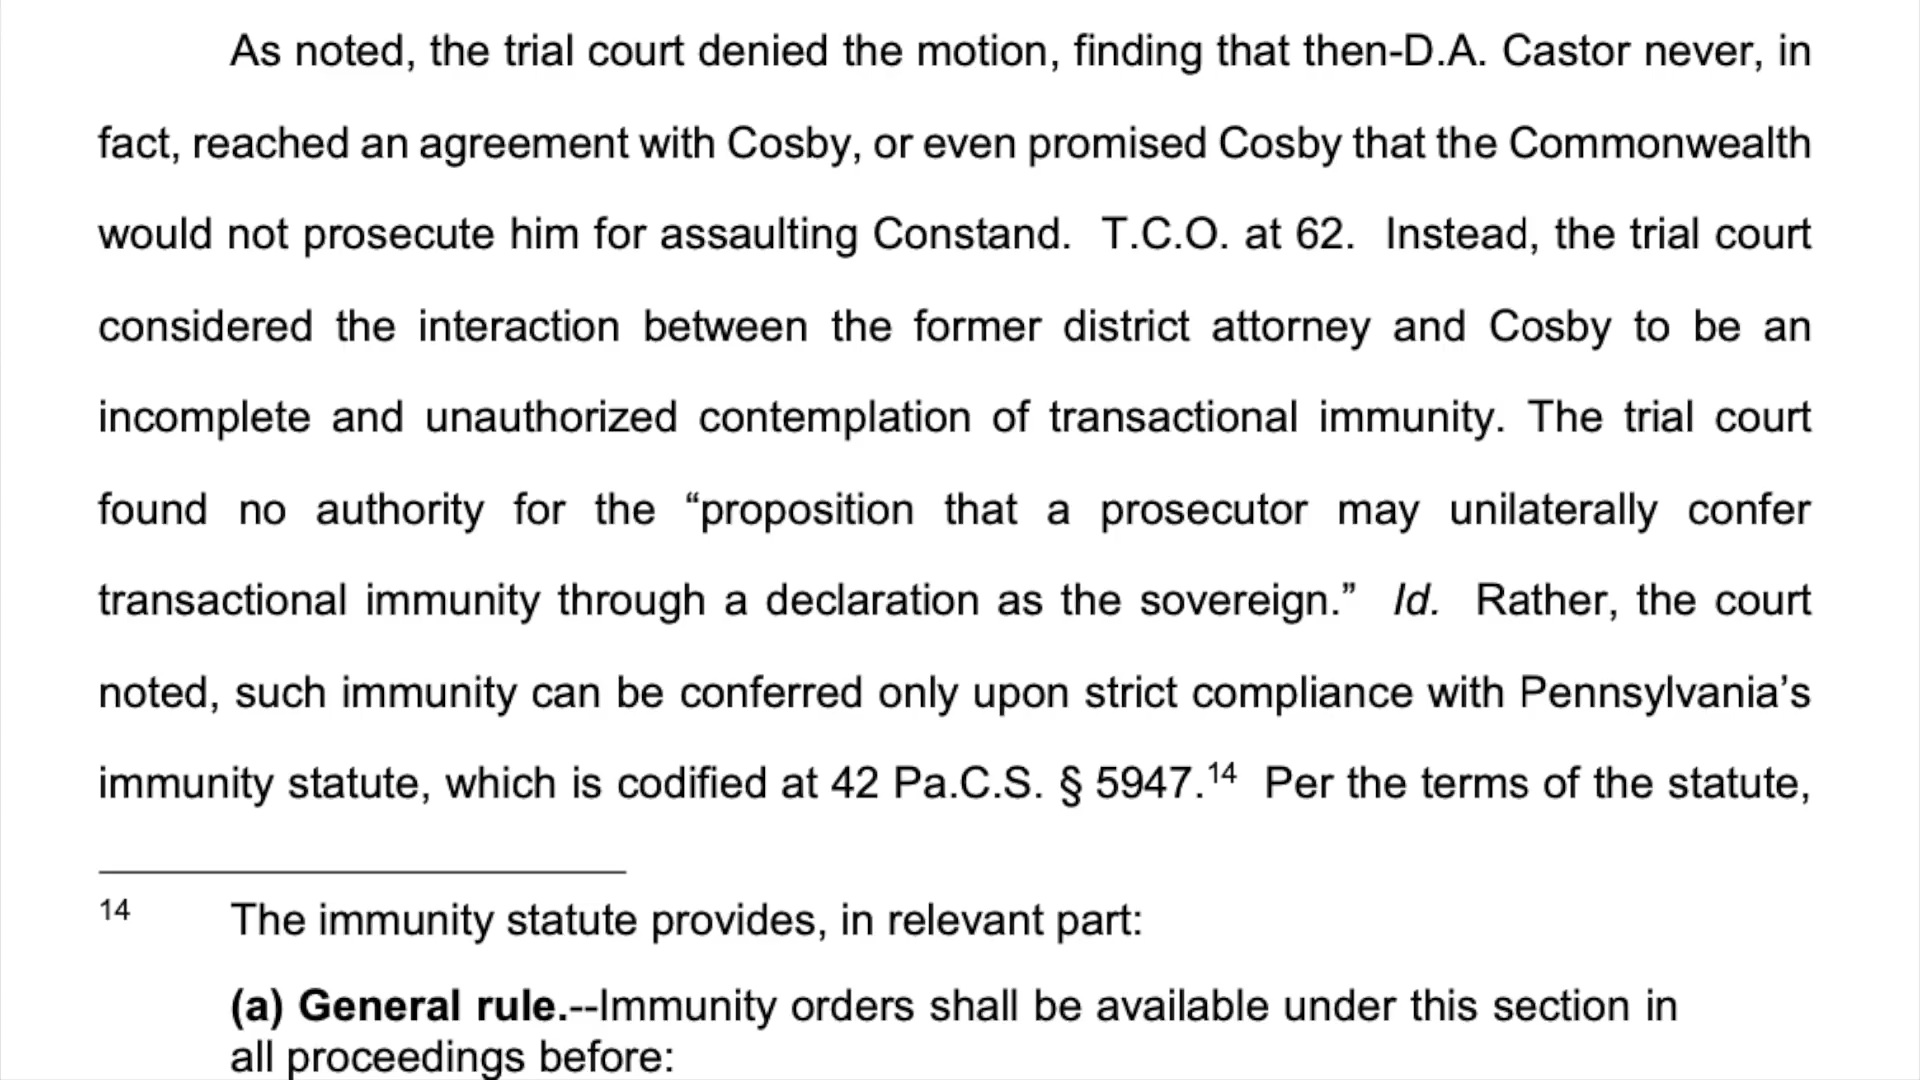 As noted, the trial court denied the motion, finding that then-D.A. Castor never, in
fact, reached an agreement with Cosby, or even promised Cosby that the Commonwealth
would not prosecute him for assaulting Constand. T.C.O. at 62. Instead, the trial court
considered the interaction between the former district attorney and Cosby to be an
incomplete and unauthorized contemplation of transactional immunity. The trial court
found no authority for the “proposition that a prosecutor may unilaterally confer
transactional immunity through a declaration as the sovereign.” Id. Rather, the court
noted, such immunity can be conferred only upon strict compliance with Pennsylvania’s
immunity statute, which is codified at 42 Pa.C.S. § 5947.14 Per the terms of the statute,
14 The immunity statute provides, in relevant part:
(a) General rule.--Immunity orders shall be available under this section in
all proceedings before: